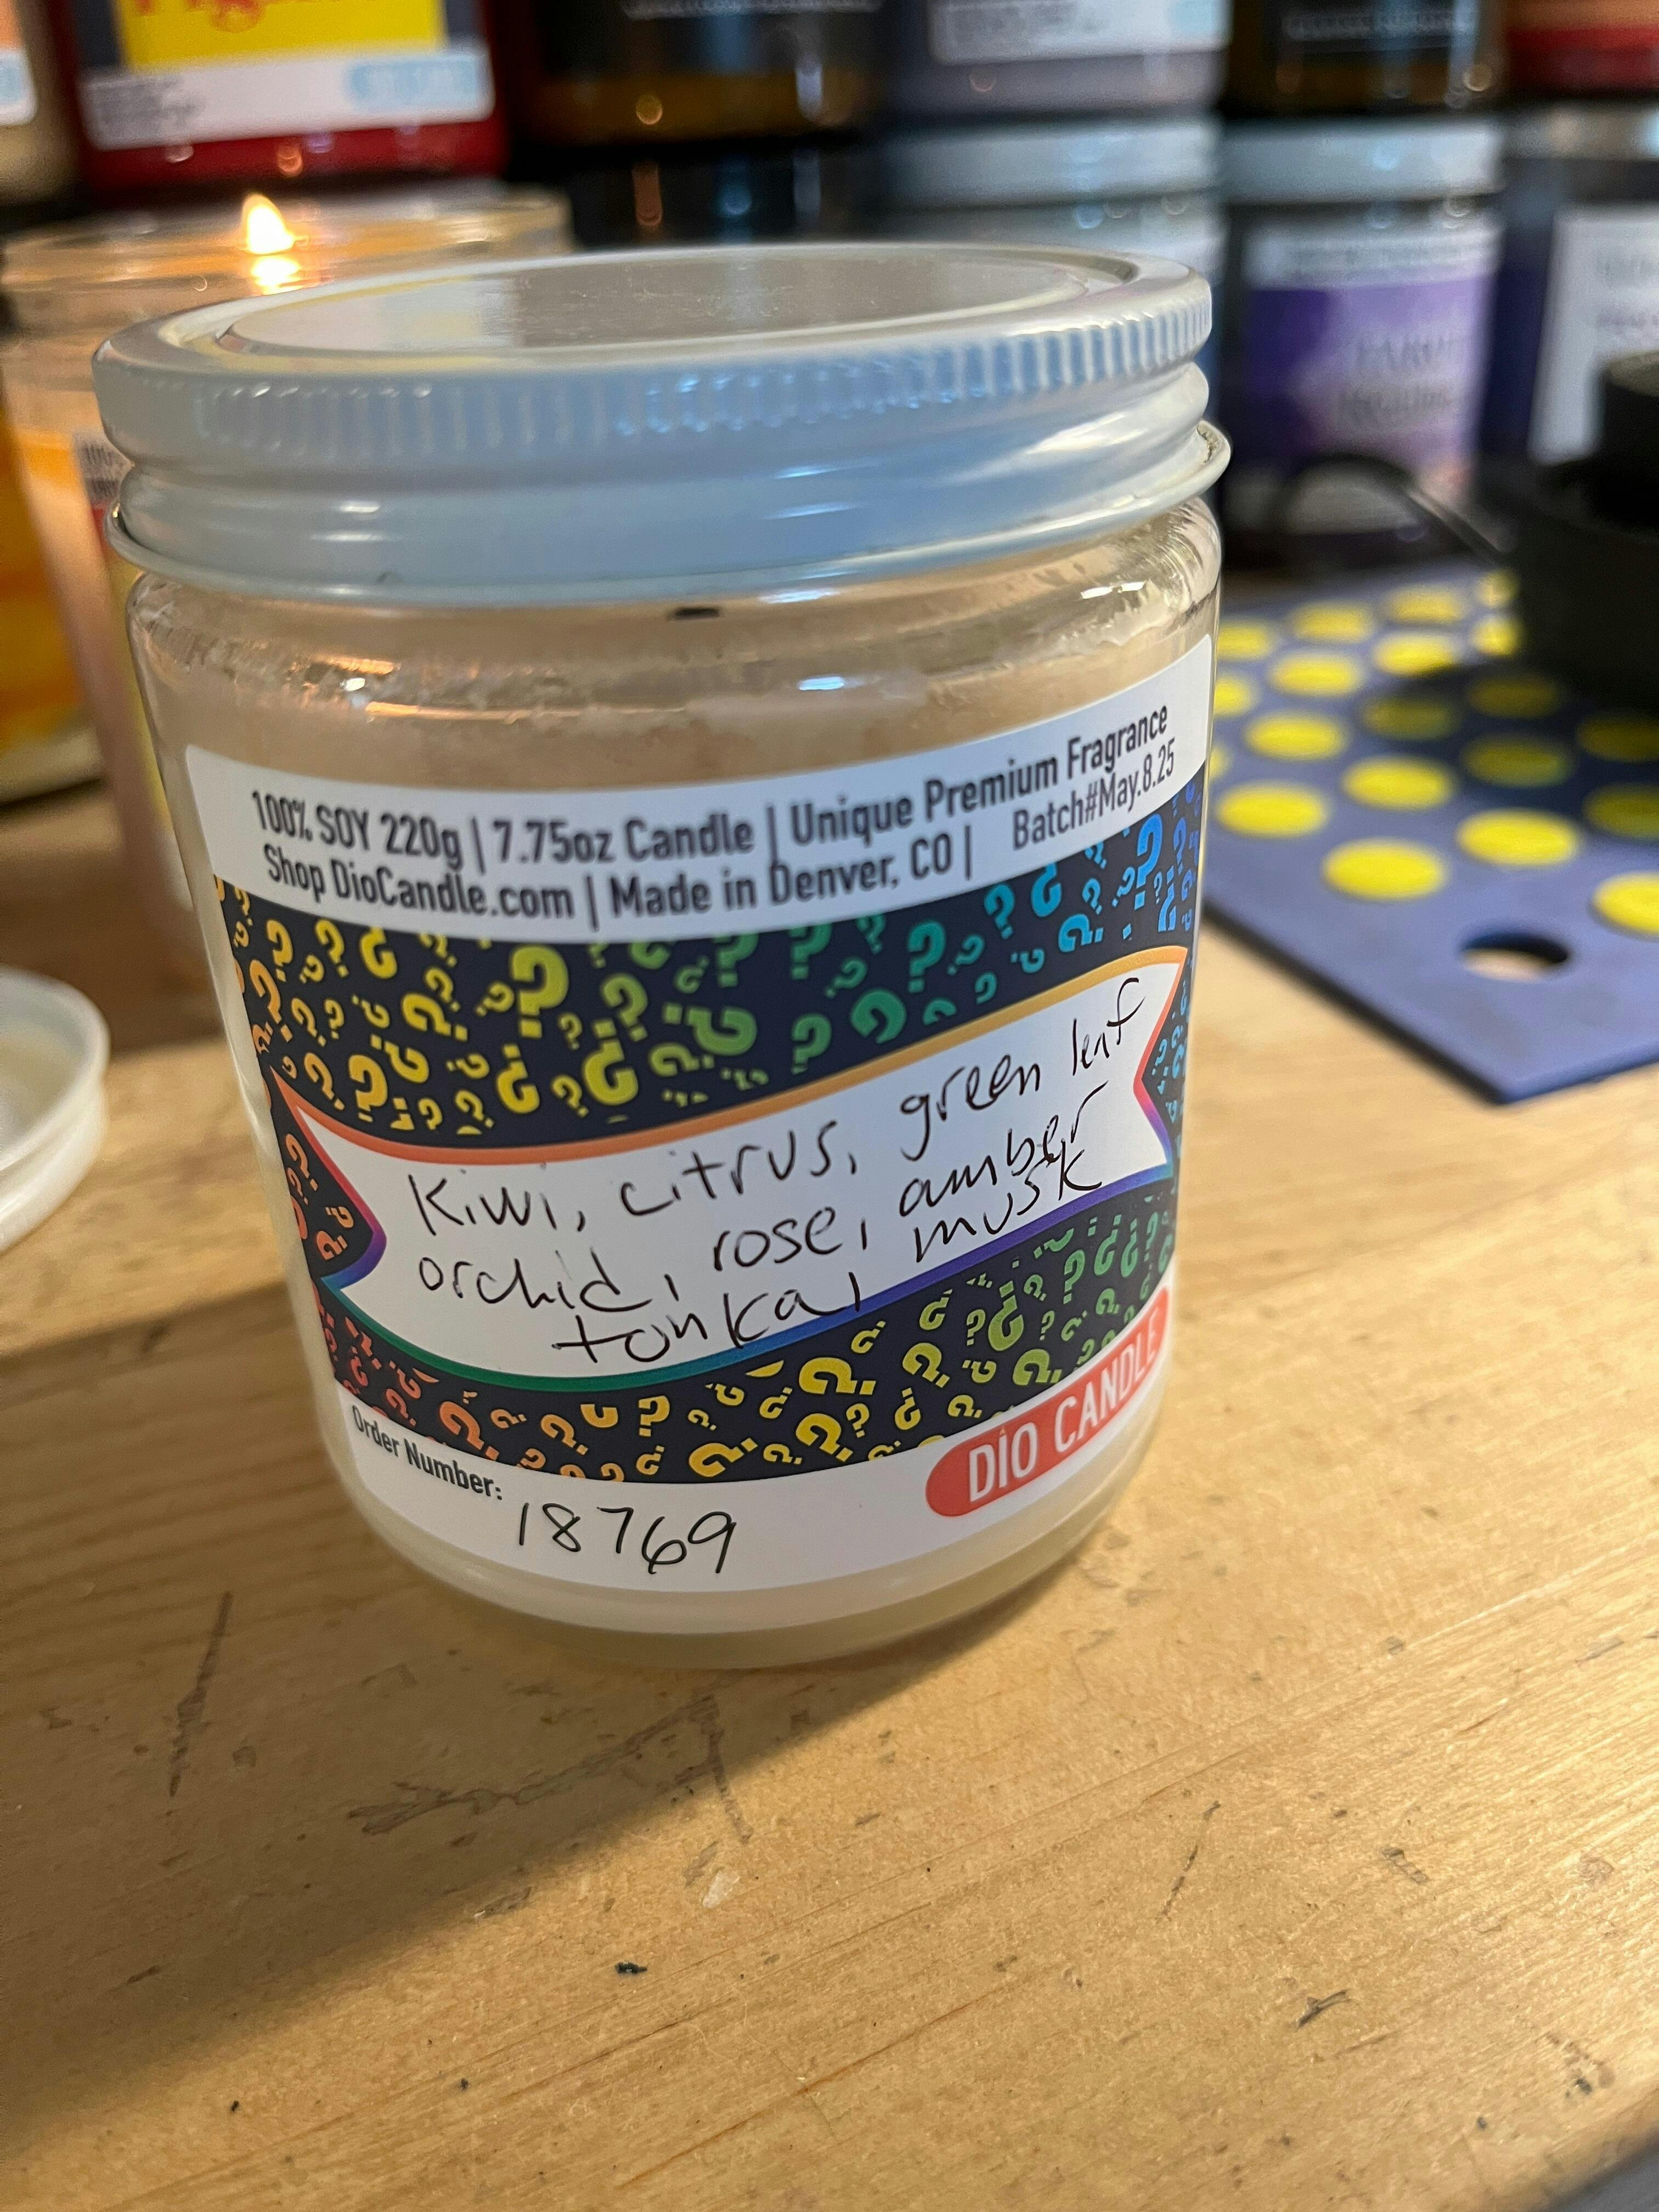 100% SOY 220g | 7.75oz Candle | Unique Premium Fragrance
Shop DioCandle.com | Made in Denver, CO | Batch#May.8.25
Kiwi, citrus, green leaf
orchid, rose, amber
tonka, musk
DÍO CANDLE
Order Number: 18769